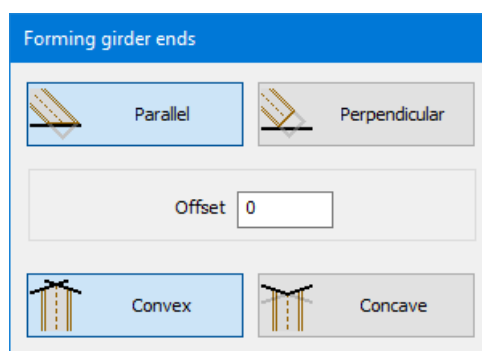 Forming girder ends
Parallel Perpendicular
Offset 0
Convex Concave